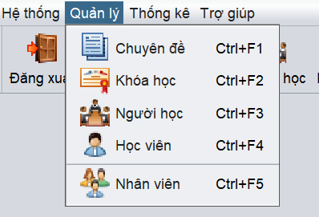 Hệ thống Quản lý Thống kê Trợ giúp
Đăng xuấ học
Chuyên đề Ctrl+F1
Khóa học Ctrl+F2
Người học Ctrl+F3
Học viên Ctrl+F4
Nhân viên Ctrl+F5